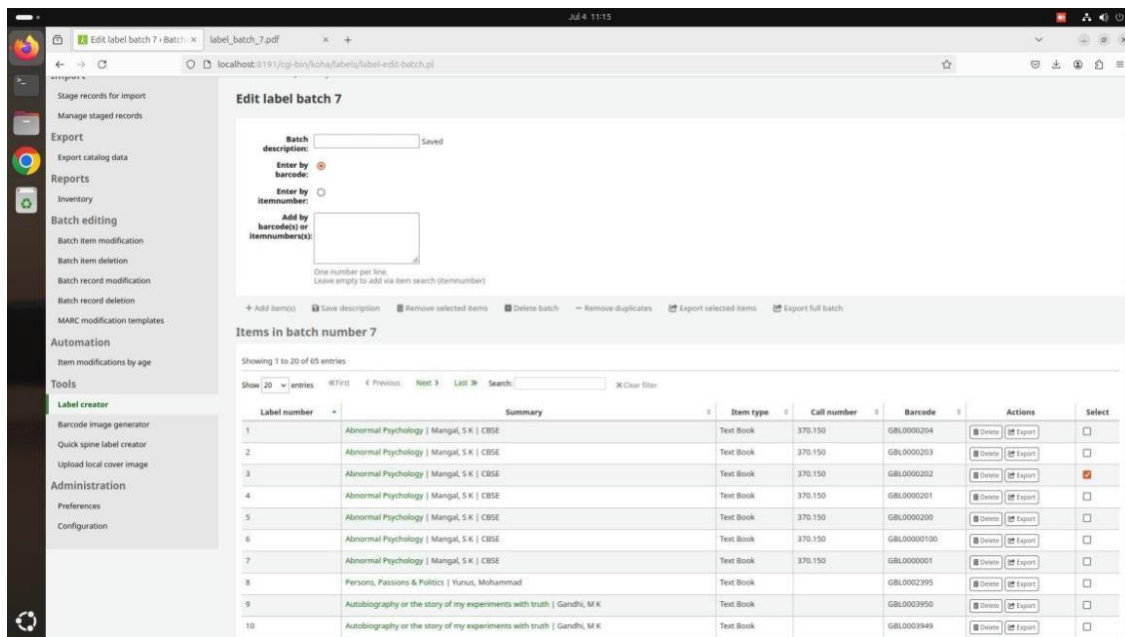 Jul 4 11:15
Edit label batch 7 › Batch
label_batch_7.pdf
localhost:8191/cgi-bin/koha/labels/label-edit-batch.pl
Import
Stage records for import
Manage staged records
Export
Export catalog data
Reports
Inventory
Batch editing
Batch item modification
Batch item deletion
Batch record modification
Batch record deletion
MARC modification templates
Automation
Item modifications by age
Tools
Label creator
Barcode image generator
Quick spine label creator
Upload local cover image
Administration
Preferences
Configuration
Edit label batch 7
Batch description: Saved
Enter by barcode:
Enter by itemnumber:
Add by barcode(s) or itemnumbers(s):
One number per line.
Leave empty to add via item search (itemnumber)
+ Add item(s) Save description Remove selected items Delete batch Remove duplicates Export selected items Export full batch
Items in batch number 7
Showing 1 to 20 of 65 entries
Show 20 entries First Previous Next Last Search: Clear filter
Label number Summary Item type Call number Barcode Actions Select
1 Abnormal Psychology | Mangal, S K | CBSE Text Book 370.150 GBL0000204 Delete Export
2 Abnormal Psychology | Mangal, S K | CBSE Text Book 370.150 GBL0000203 Delete Export
3 Abnormal Psychology | Mangal, S K | CBSE Text Book 370.150 GBL0000202 Delete Export
4 Abnormal Psychology | Mangal, S K | CBSE Text Book 370.150 GBL0000201 Delete Export
5 Abnormal Psychology | Mangal, S K | CBSE Text Book 370.150 GBL0000200 Delete Export
6 Abnormal Psychology | Mangal, S K | CBSE Text Book 370.150 GBL00000100 Delete Export
7 Abnormal Psychology | Mangal, S K | CBSE Text Book 370.150 GBL0000001 Delete Export
8 Persons, Passions & Politics | Yunus, Mohammad Text Book GBL0002395 Delete Export
9 Autobiography or the story of my experiments with truth | Gandhi, M K Text Book GBL0003950 Delete Export
10 Autobiography or the story of my experiments with truth | Gandhi, M K Text Book GBL0003949 Delete Export